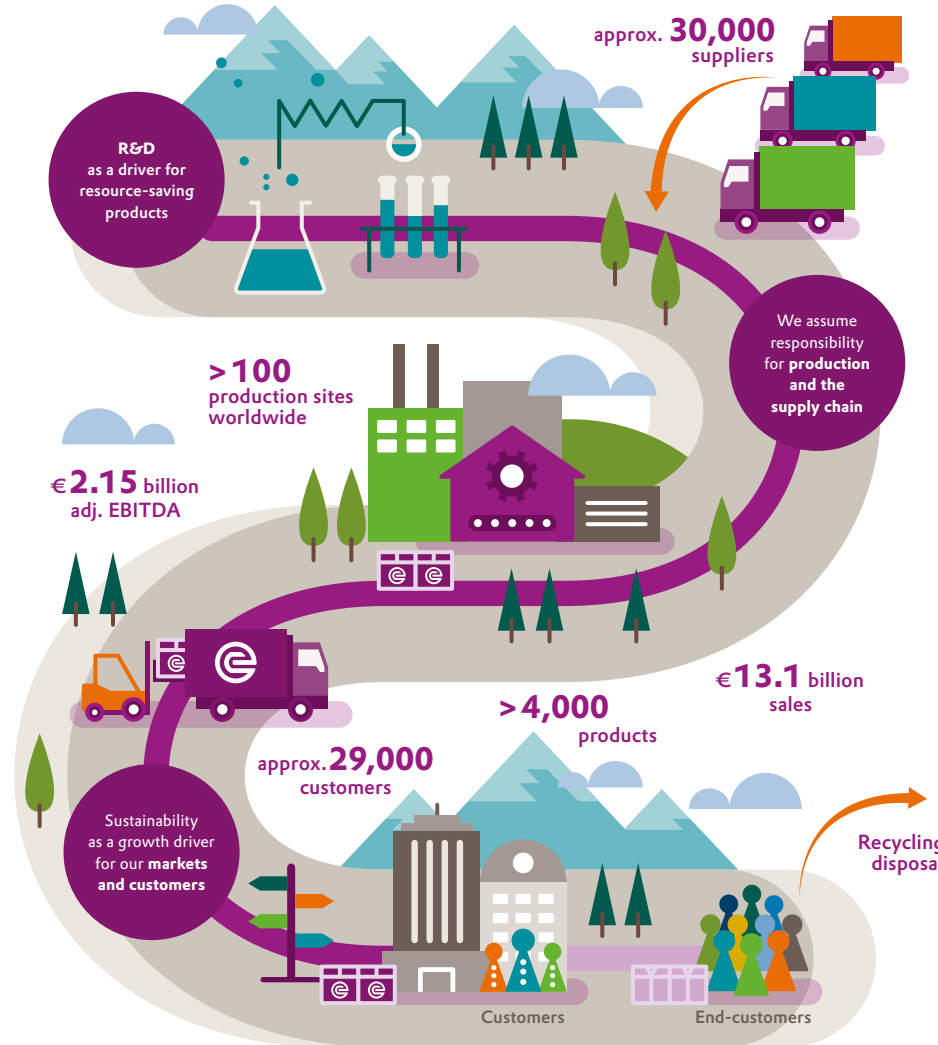 approx. 30,000
suppliers
R&D
as a driver for
resource-saving
products
We assume
responsibility
for production
and the
supply chain
> 100
production sites
worldwide
€ 2.15 billion
adj. EBITDA
€ 13.1 billion
sales
> 4,000
products
approx. 29,000
customers
Sustainability
as a growth driver
for our markets
and customers
Recycling
disposa
Customers
End-customers